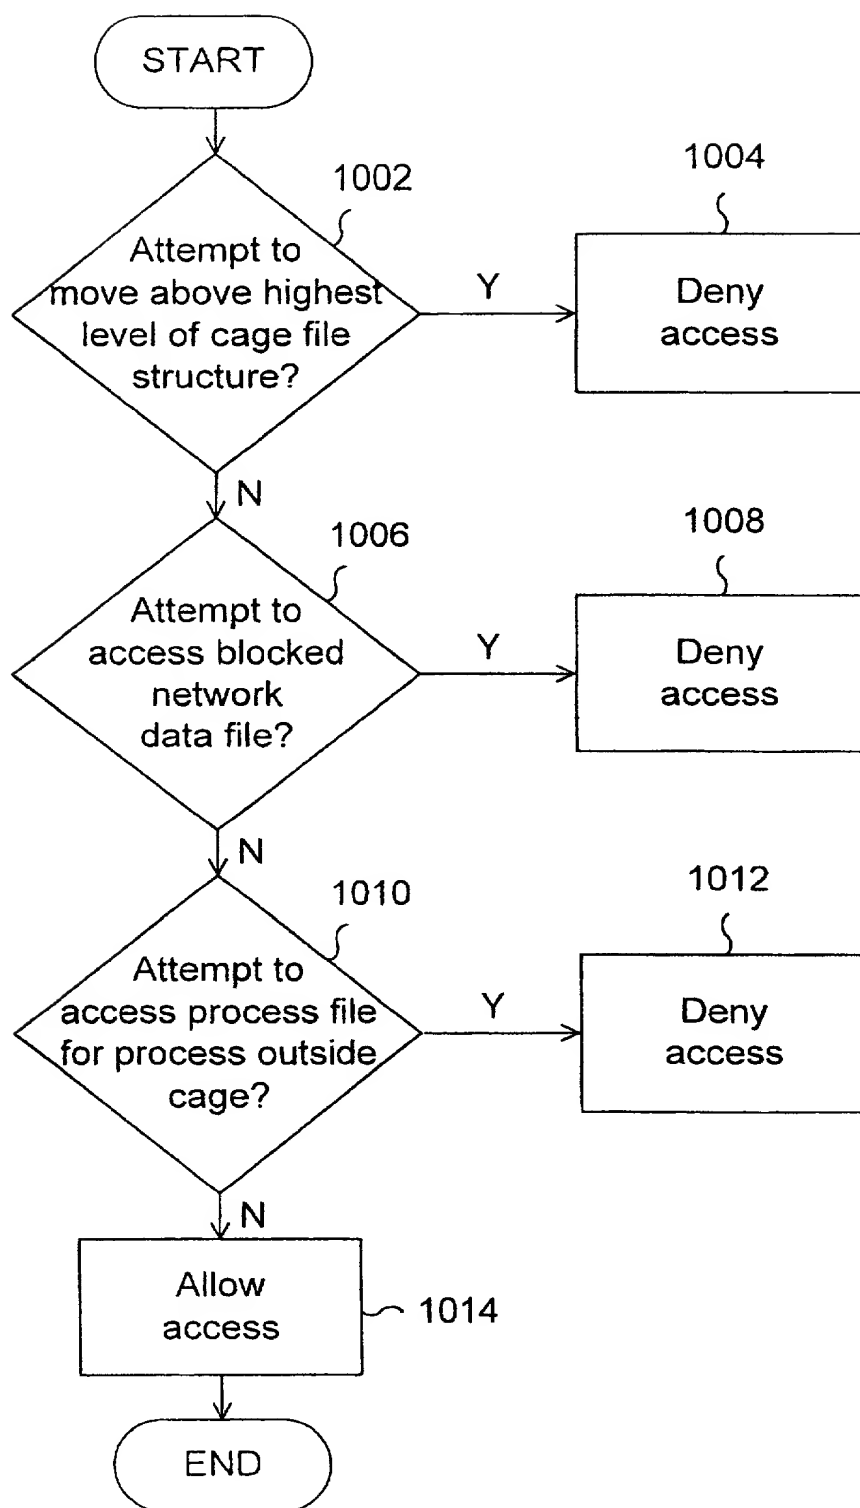 START
1002
Attempt to
move above highest
level of cage file
structure?
Y
1004
Deny
access
N
1006
Attempt to
access blocked
network
data file?
Y
1008
Deny
access
N
1010
Attempt to
access process file
for process outside
cage?
Y
1012
Deny
access
N
Allow
access
1014
END